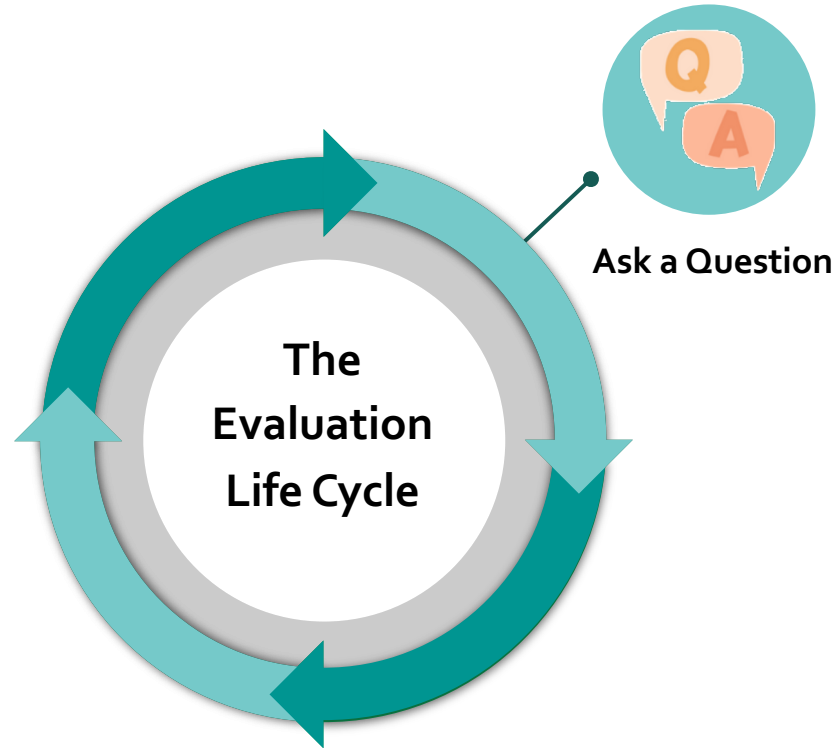 Q
A
Ask a Question
The
Evaluation
Life Cycle